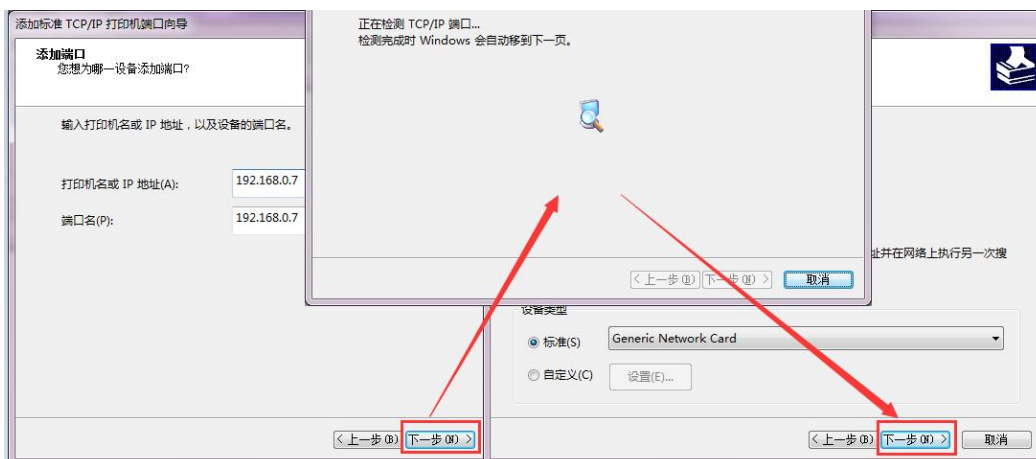 添加标准 TCP/IP 打印机端口向导
添加端口
您想为哪一设备添加端口?
输入打印机名或 IP 地址，以及设备的端口名。
打印机名或 IP 地址(A):
192.168.0.7
端口名(P):
192.168.0.7
<上一步(B) 下一步(N) >
正在检测 TCP/IP 端口...
检测完成时 Windows 会自动移到下一页。
<上一步(B) 下一步(N) > 取消
址并在网络上执行另一次搜
设备类型
标准(S)
Generic Network Card
自定义(C)
设置(E)...
<上一步(B) 下一步(N) > 取消